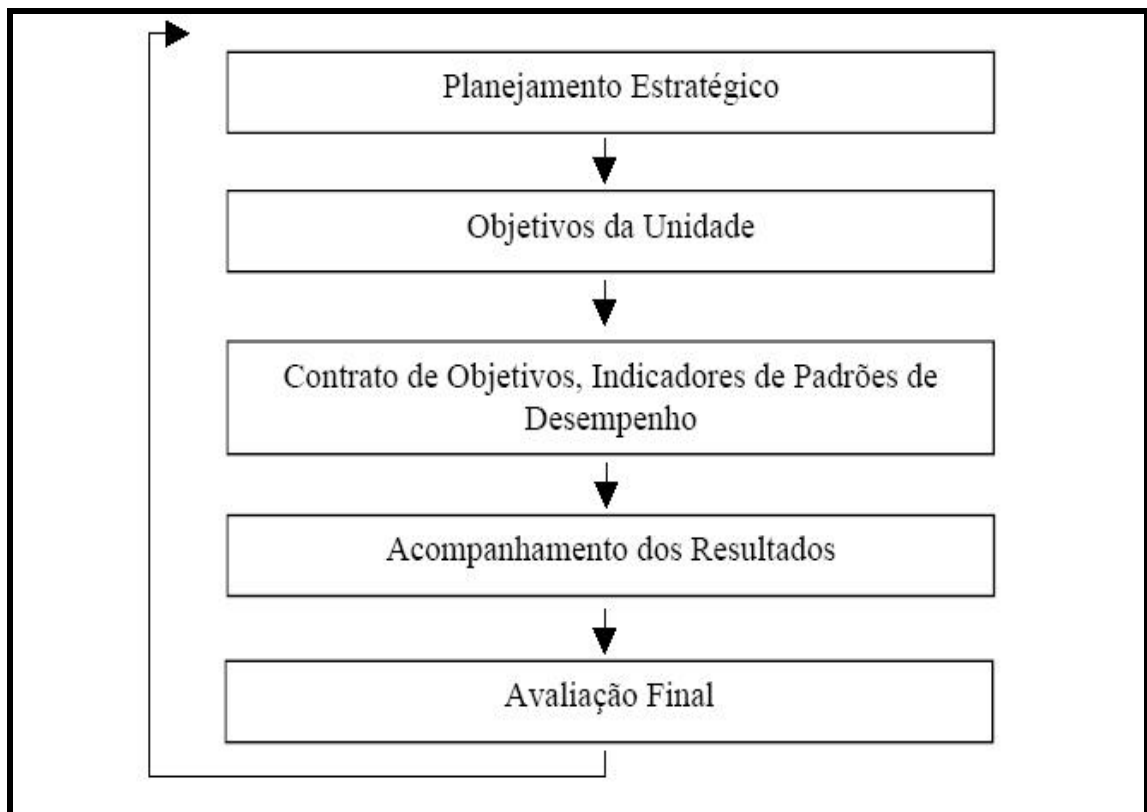 Planejamento Estratégico
Objetivos da Unidade
Contrato de Objetivos, Indicadores de Padrões de
Desempenho
Acompanhamento dos Resultados
Avaliação Final